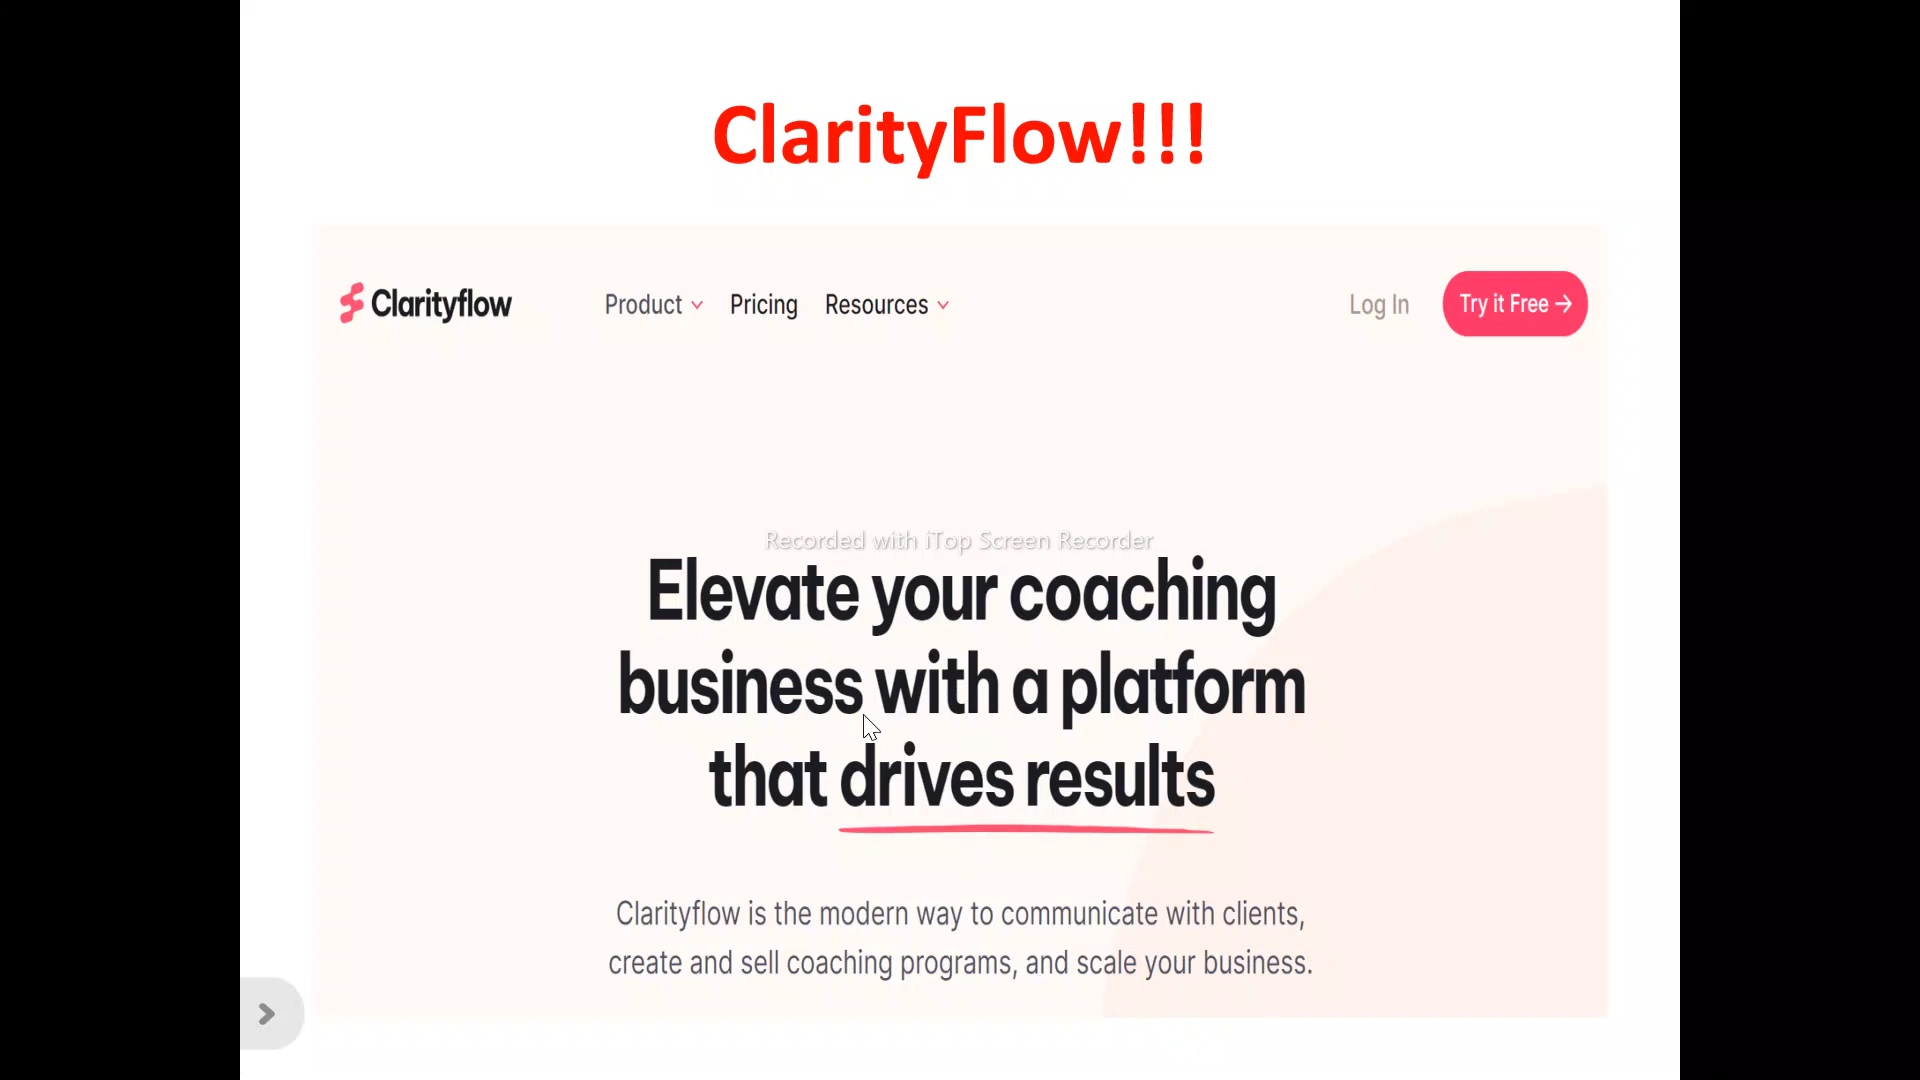 ClarityFlow!!!
Clarityflow Product Pricing Resources Log In Try it Free →
Recorded with iTop Screen Recorder
Elevate your coaching
business with a platform
that drives results
Clarityflow is the modern way to communicate with clients,
create and sell coaching programs, and scale your business.